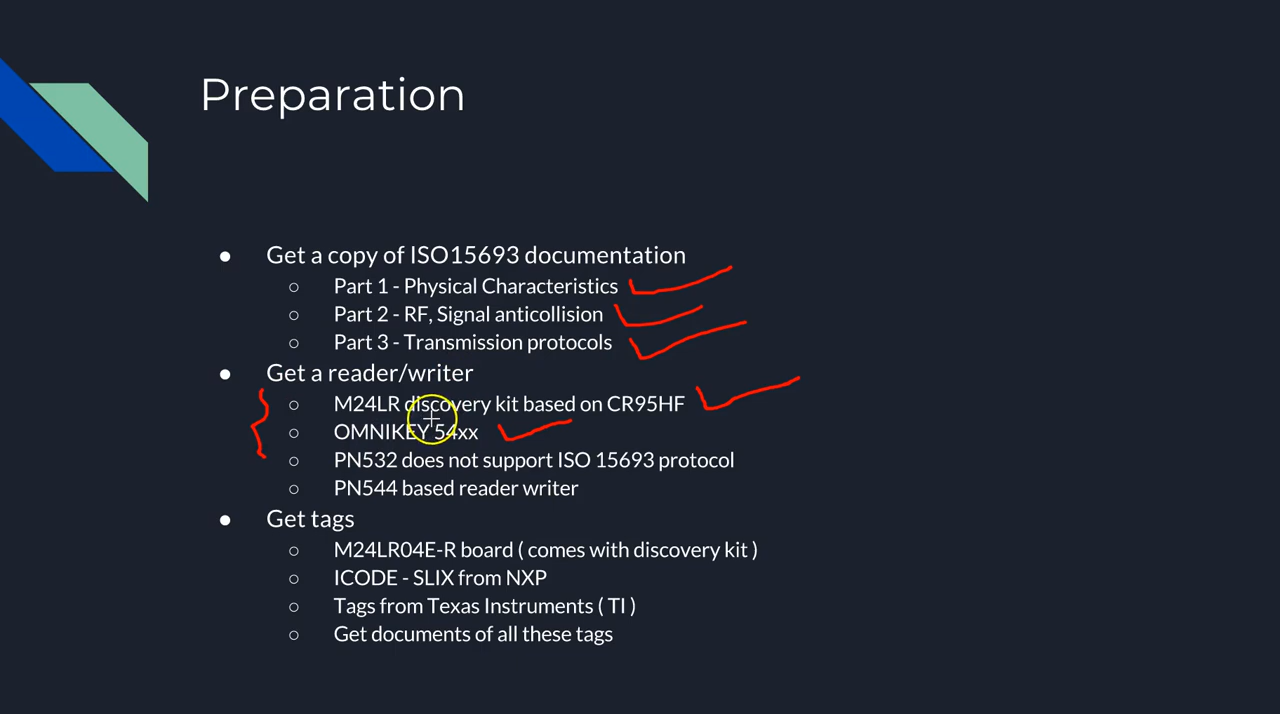 Preparation
● Get a copy of ISO15693 documentation
○ Part 1 - Physical Characteristics
○ Part 2 - RF, Signal anticollision
○ Part 3 - Transmission protocols
● Get a reader/writer
○ M24LR discovery kit based on CR95HF
○ OMNIKEY 54xx
○ PN532 does not support ISO 15693 protocol
○ PN544 based reader writer
● Get tags
○ M24LR04E-R board ( comes with discovery kit )
○ ICODE - SLIX from NXP
○ Tags from Texas Instruments ( TI )
○ Get documents of all these tags